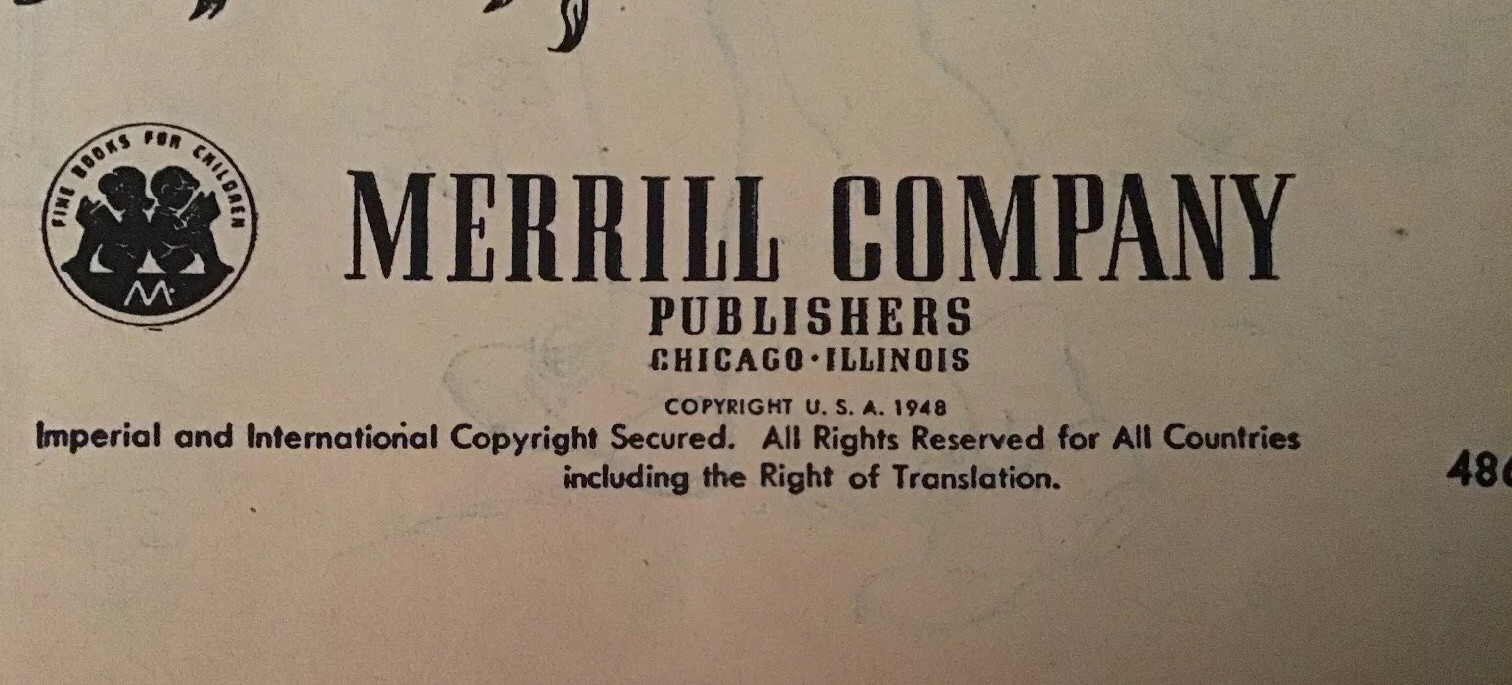 FINE BOOKS FOR CHILDREN
M
MERRILL COMPANY
PUBLISHERS
CHICAGO·ILLINOIS
COPYRIGHT U. S. A. 1948
Imperial and International Copyright Secured. All Rights Reserved for All Countries
including the Right of Translation.